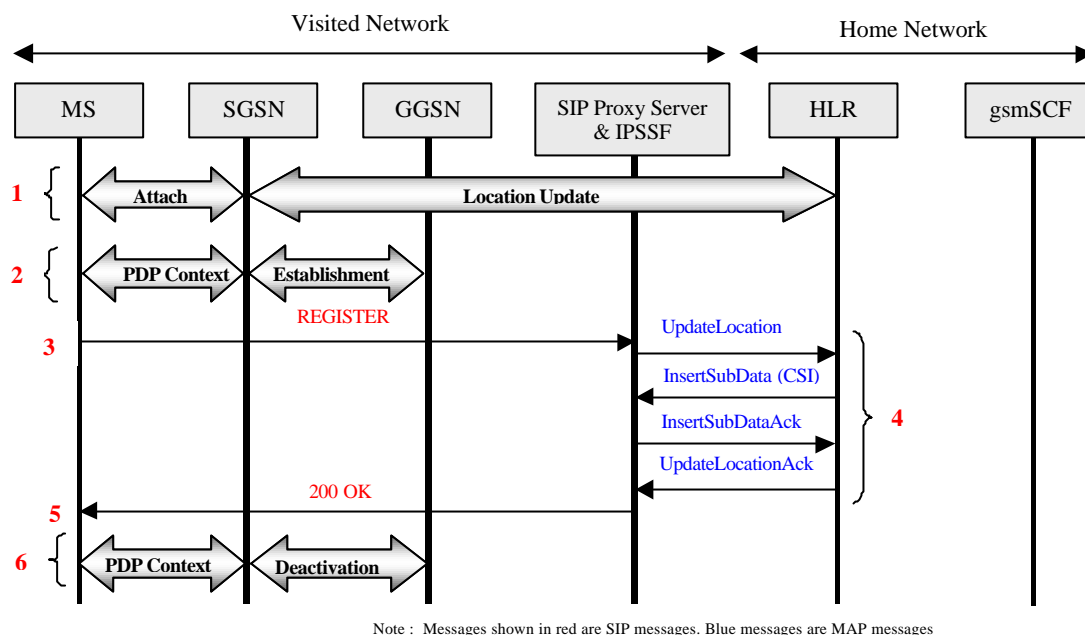 Visited Network
Home Network
MS
SGSN
GGSN
SIP Proxy Server
& IPSSF
HLR
gsmSCF
1
Attach
Location Update
2
PDP Context
Establishment
REGISTER
3
UpdateLocation
InsertSubData (CSI)
4
InsertSubDataAck
UpdateLocationAck
200 OK
5
6
PDP Context
Deactivation
Note : Messages shown in red are SIP messages. Blue messages are MAP messages